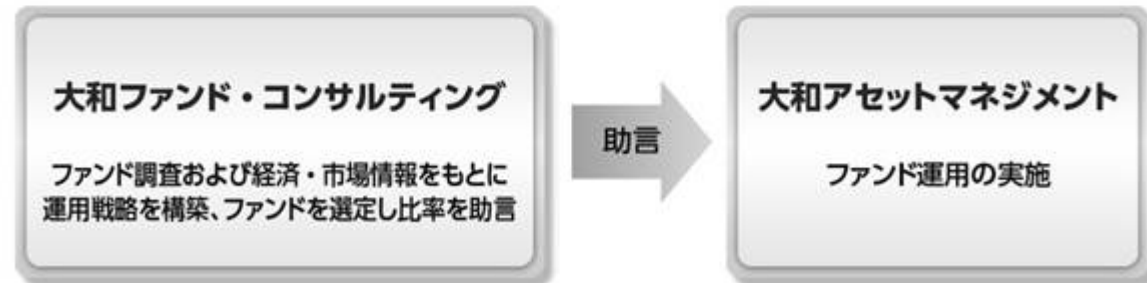 大和ファンド・コンサルティング
ファンド調査および経済・市場情報をもとに
運用戦略を構築、ファンドを選定し比率を助言
助言
大和アセットマネジメント
ファンド運用の実施